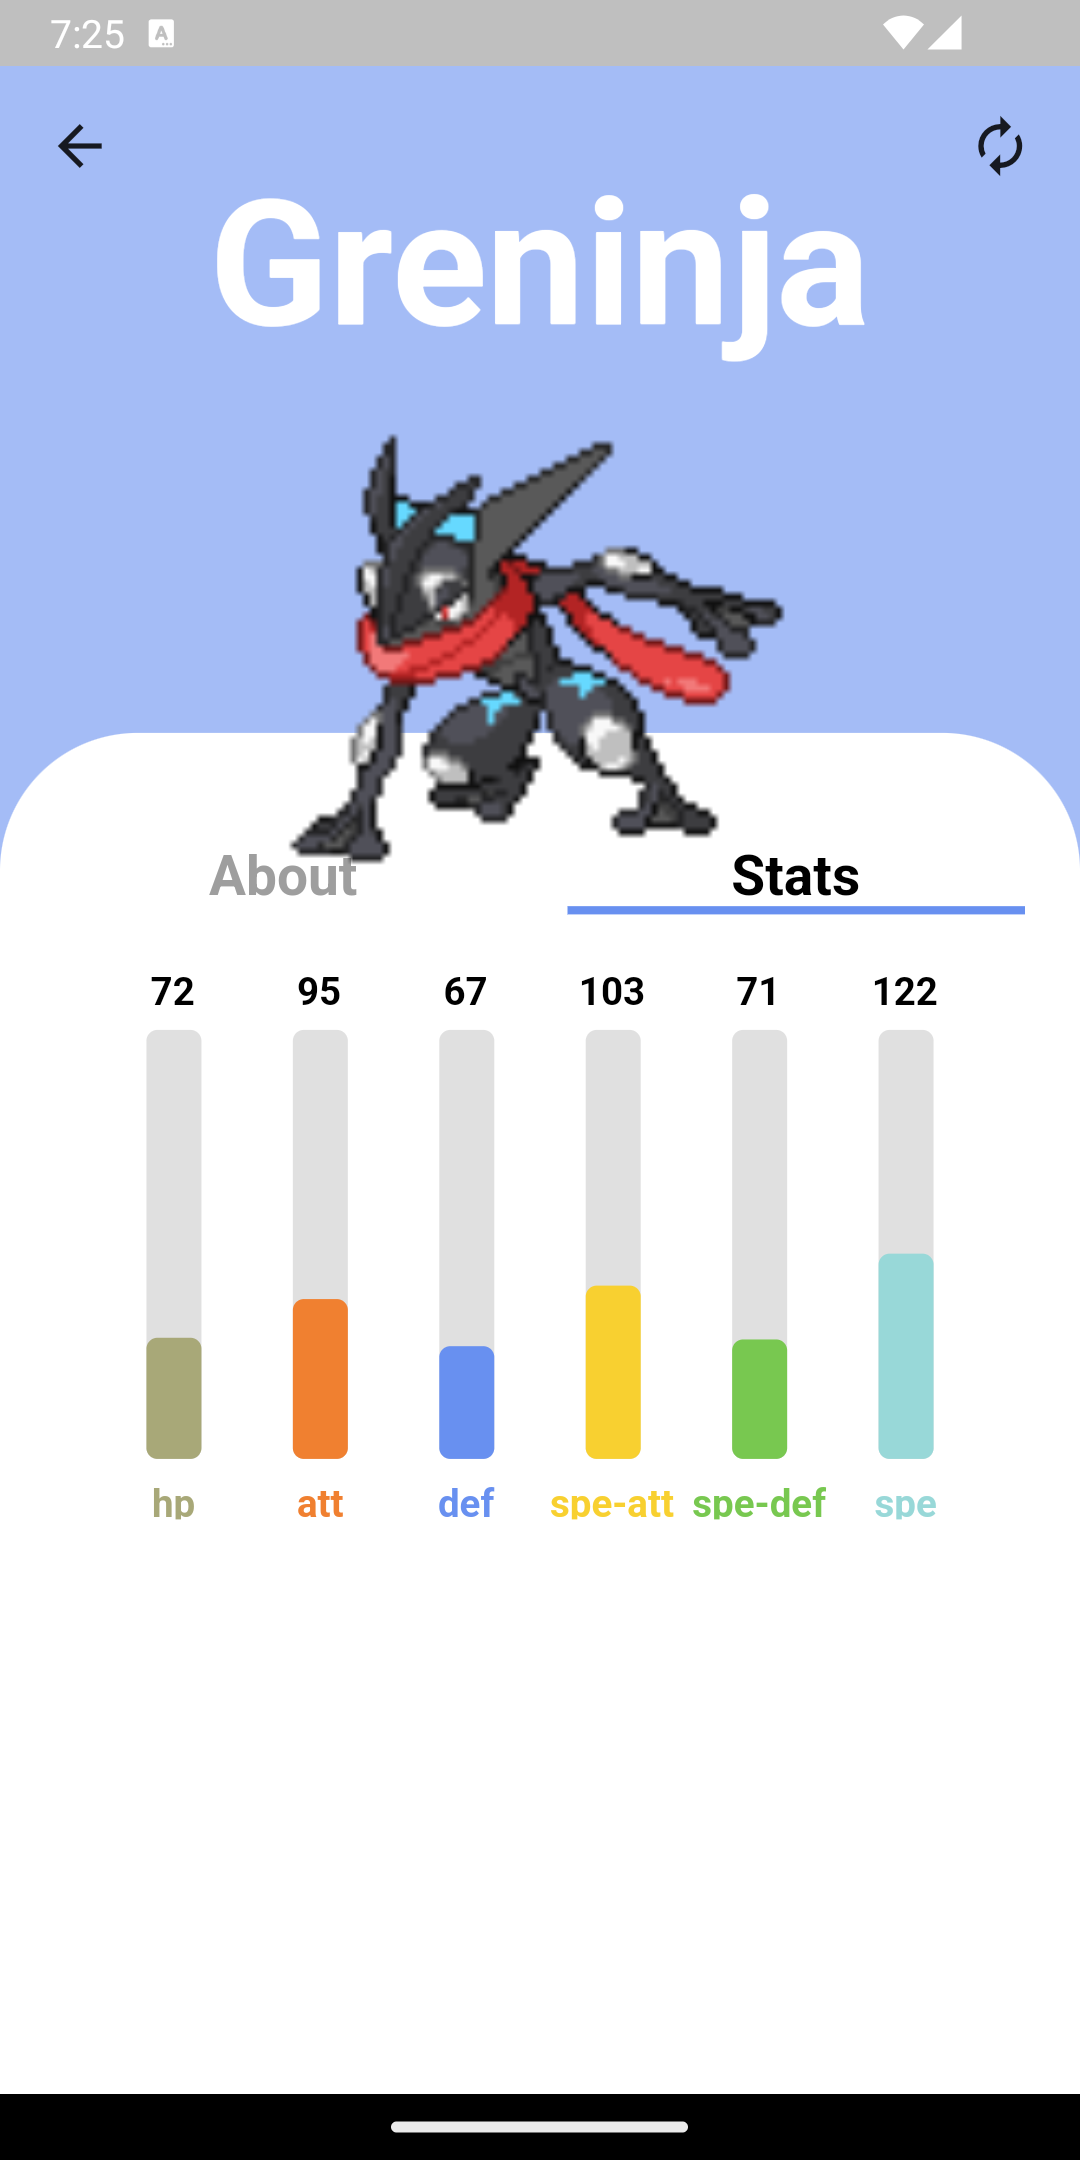 7:25 A
Greninja
About Stats
72 95 67 103 71 122
hp att def spe-att spe-def spe